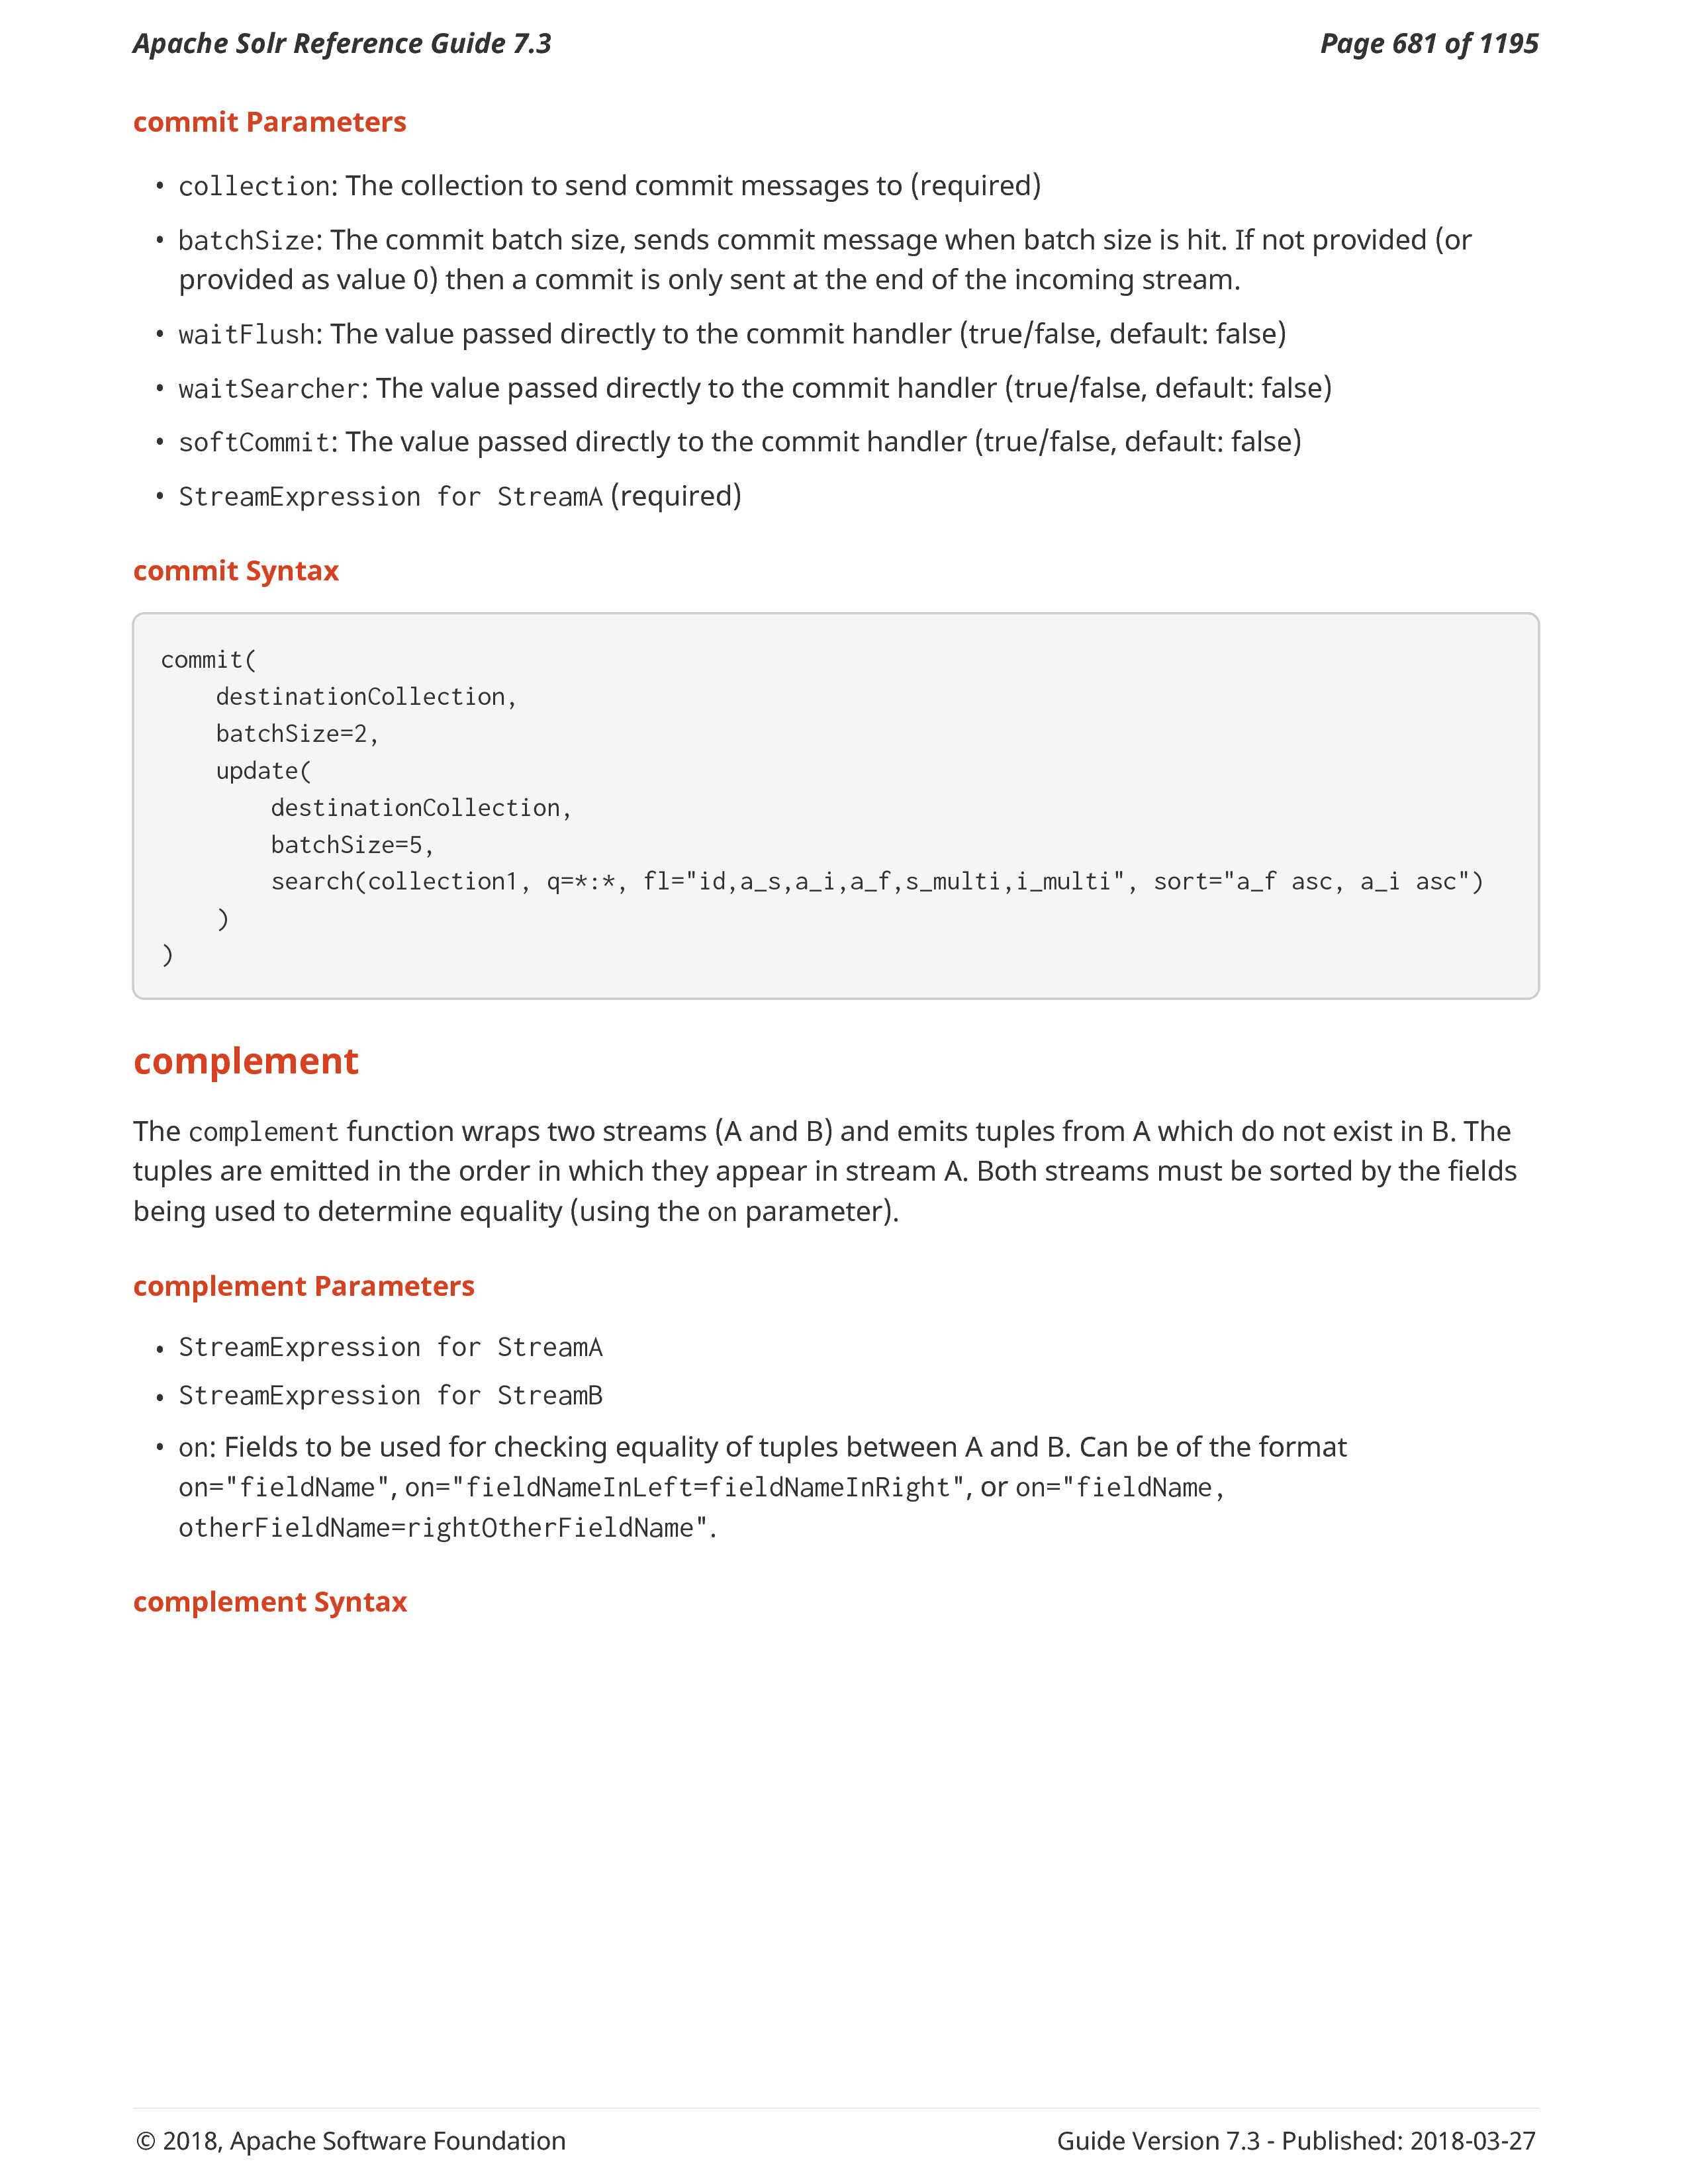 Apache Solr Reference Guide 7.3 Page 681 of 1195
commit Parameters
• collection: The collection to send commit messages to (required)
• batchSize: The commit batch size, sends commit message when batch size is hit. If not provided (or
provided as value 0) then a commit is only sent at the end of the incoming stream.
• waitFlush: The value passed directly to the commit handler (true/false, default: false)
• waitSearcher: The value passed directly to the commit handler (true/false, default: false)
• softCommit: The value passed directly to the commit handler (true/false, default: false)
• StreamExpression for StreamA (required)
commit Syntax
commit(
    destinationCollection,
    batchSize=2,
    update(
        destinationCollection,
        batchSize=5,
        search(collection1, q=*:*, fl="id,a_s,a_i,a_f,s_multi,i_multi", sort="a_f asc, a_i asc")
    )
)
complement
The complement function wraps two streams (A and B) and emits tuples from A which do not exist in B. The
tuples are emitted in the order in which they appear in stream A. Both streams must be sorted by the fields
being used to determine equality (using the on parameter).
complement Parameters
• StreamExpression for StreamA
• StreamExpression for StreamB
• on: Fields to be used for checking equality of tuples between A and B. Can be of the format
on="fieldName", on="fieldNameInLeft=fieldNameInRight", or on="fieldName,
otherFieldName=rightOtherFieldName".
complement Syntax
© 2018, Apache Software Foundation Guide Version 7.3 - Published: 2018-03-27